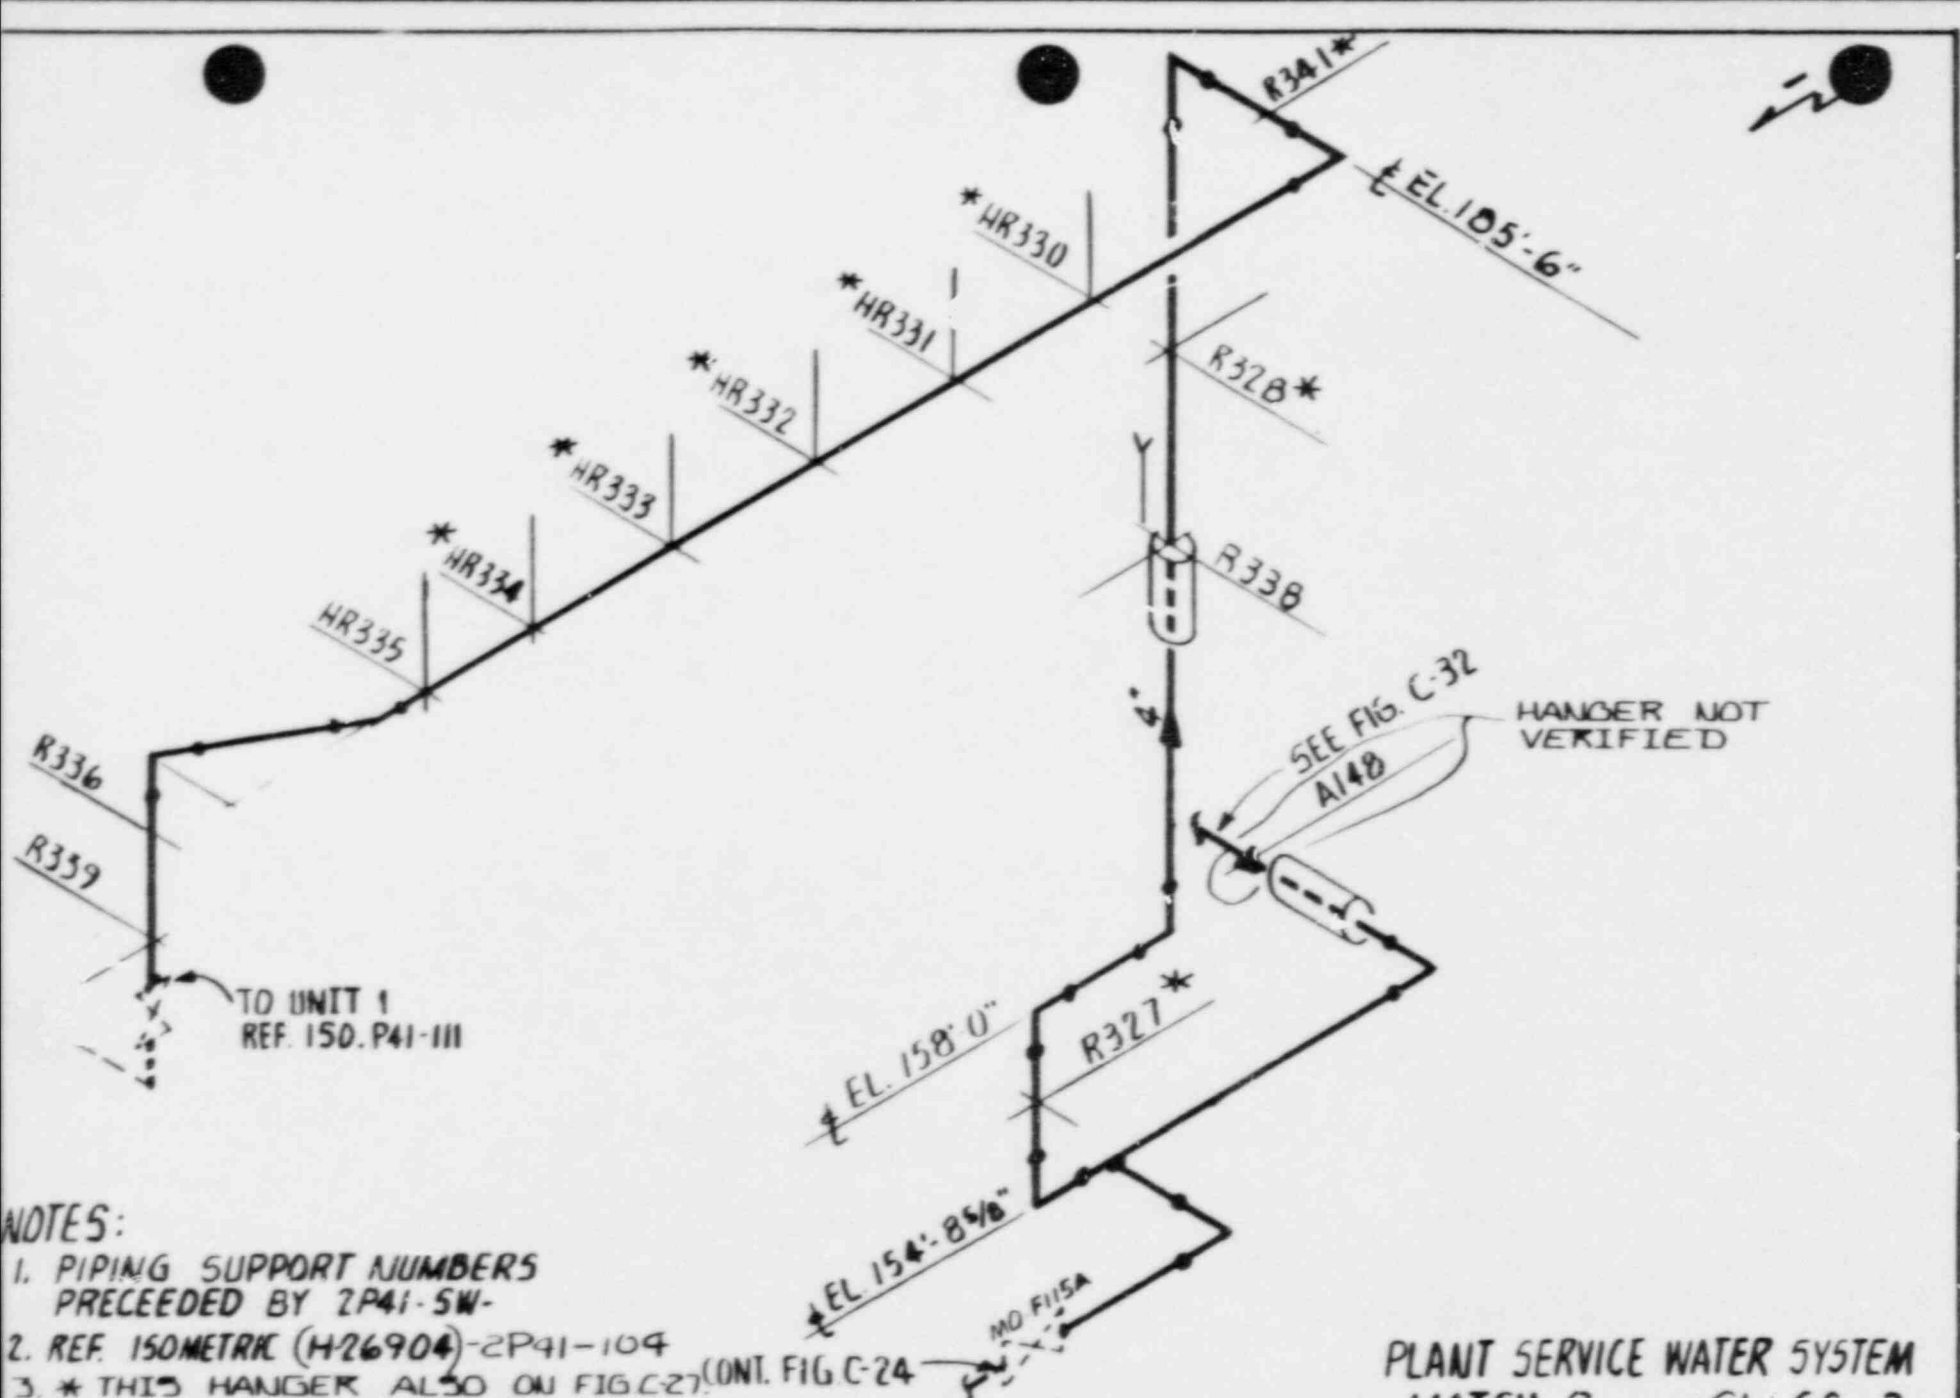 R341*
℄ EL. 185'-6"
*HR330
*HR331
*HR332
*HR333
*HR334
HR335
R328*
Y
R338
4"
SEE FIG. C-32
A148
HANGER NOT
VERIFIED
R336
R339
TO UNIT 1
REF. ISO. P41-111
℄ EL. 158'-0"
R327*
℄ EL. 154'-8 5/8"
MO F115A
CONT. FIG. C-24
NOTES:
1. PIPING SUPPORT NUMBERS
PRECEEDED BY 2P41-SW-
2. REF. ISOMETRIC (H-26904)-2P41-104
3. * THIS HANGER ALSO ON FIG C-27.
PLANT SERVICE WATER SYSTEM